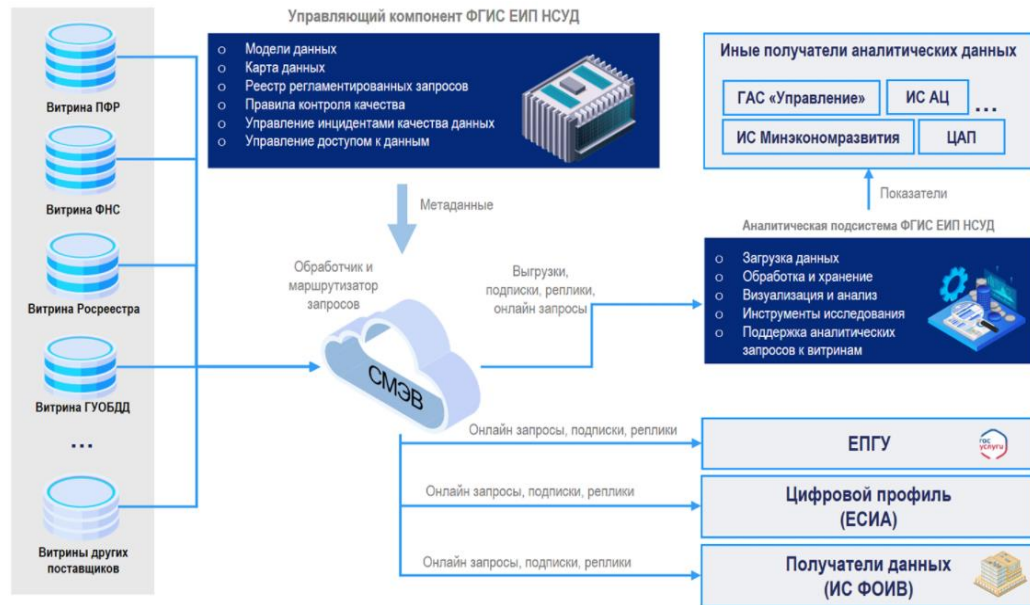 Управляющий компонент ФГИС ЕИП НСУД
Модели данных
Карта данных
Реестр регламентированных запросов
Правила контроля качества
Управление инцидентами качества данных
Управление доступом к данным
Метаданные
Витрина ПФР
Витрина ФНС
Витрина Росреестра
Витрина ГУОБДД
...
Витрины других
поставщиков
Обработчик и
маршрутизатор
запросов
СМЭВ
Выгрузки,
подписки, реплики,
онлайн запросы
Иные получатели аналитических данных
ГАС «Управление»
ИС АЦ
...
ИС Минэкономразвития
ЦАП
Показатели
Аналитическая подсистема ФГИС ЕИП НСУД
Загрузка данных
Обработка и хранение
Визуализация и анализ
Инструменты исследования
Поддержка аналитических
запросов к витринам
Онлайн запросы, подписки, реплики
ЕПГУ
гос
услуги
Онлайн запросы, подписки, реплики
Цифровой профиль
(ЕСИА)
Онлайн запросы, подписки, реплики
Получатели данных
(ИС ФОИВ)